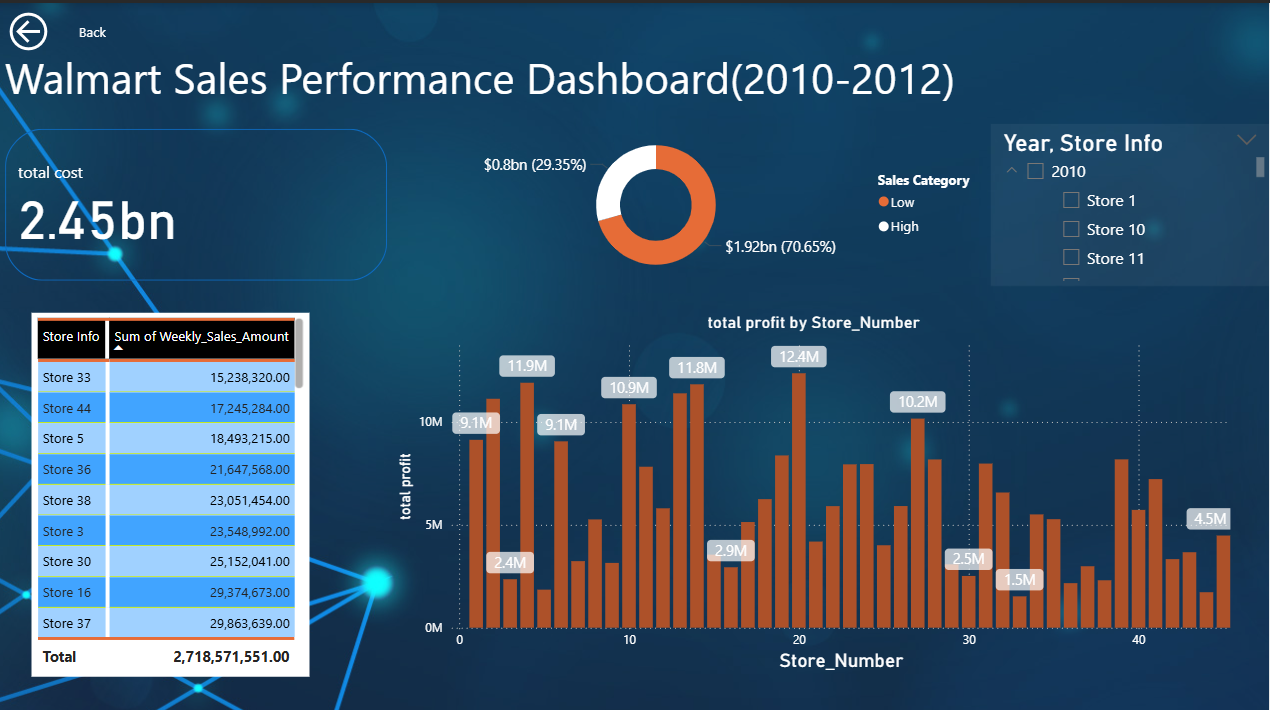 Back
Walmart Sales Performance Dashboard(2010-2012)
total cost
2.45bn
$0.8bn (29.35%)
$1.92bn (70.65%)
Sales Category
Low
High
Year, Store Info
2010
Store 1
Store 10
Store 11
Store Info Sum of Weekly_Sales_Amount
Store 33 15,238,320.00
Store 44 17,245,284.00
Store 5 18,493,215.00
Store 36 21,647,568.00
Store 38 23,051,454.00
Store 3 23,548,992.00
Store 30 25,152,041.00
Store 16 29,374,673.00
Store 37 29,863,639.00
Total 2,718,571,551.00
total profit by Store_Number
total profit
10M
5M
0M
9.1M
2.4M
11.9M
9.1M
10.9M
11.8M
2.9M
12.4M
10.2M
2.5M
1.5M
4.5M
0 10 20 30 40
Store_Number